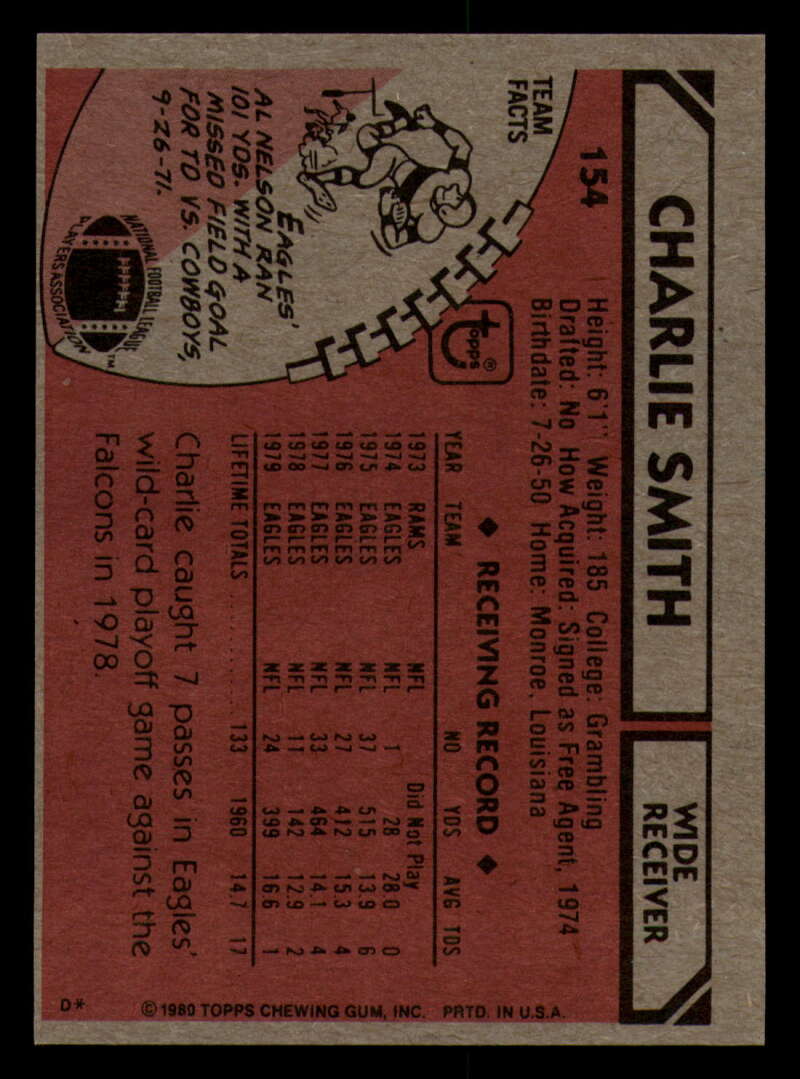 CHARLIE SMITH
WIDE
RECEIVER
154
Height: 6'1" Weight: 185 College: Grambling
Drafted: No How Acquired: Signed as Free Agent, 1974
Birthdate: 7-26-50 Home: Monroe, Louisiana
TEAM
FACTS
EAGLES'
AL NELSON RAN
101 YDS. WITH A
MISSED FIELD GOAL
FOR TD VS. COWBOYS,
9-26-71.
NATIONAL FOOTBALL LEAGUE
PLAYERS ASSOCIATION
™
topps®
◆ RECEIVING RECORD ◆
YEAR TEAM NO YDS AVG TDS
1973 RAMS NFL Did Not Play
1974 EAGLES NFL 1 28 28.0 0
1975 EAGLES NFL 37 515 13.9 6
1976 EAGLES NFL 27 412 15.3 4
1977 EAGLES NFL 33 464 14.1 4
1978 EAGLES NFL 11 142 12.9 2
1979 EAGLES NFL 24 399 16.6 1
LIFETIME TOTALS 133 1960 14.7 17
Charlie caught 7 passes in Eagles'
wild-card playoff game against the
Falcons in 1978.
D* © 1980 TOPPS CHEWING GUM, INC. PRTD. IN U.S.A.